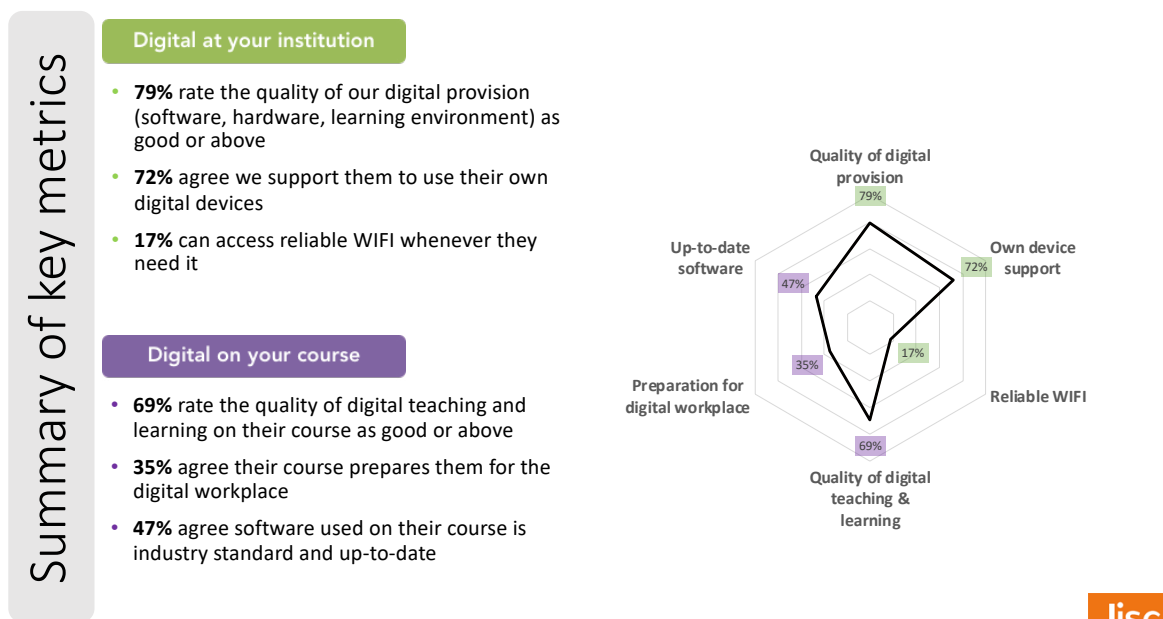 Summary of key metrics
Digital at your institution
• 79% rate the quality of our digital provision
(software, hardware, learning environment) as
good or above
• 72% agree we support them to use their own
digital devices
• 17% can access reliable WIFI whenever they
need it
Digital on your course
• 69% rate the quality of digital teaching and
learning on their course as good or above
• 35% agree their course prepares them for the
digital workplace
• 47% agree software used on their course is
industry standard and up-to-date
Quality of digital
provision
79%
Own device
support
72%
Reliable WIFI
17%
Quality of digital
teaching &
learning
69%
Preparation for
digital workplace
35%
Up-to-date
software
47%
Jisc